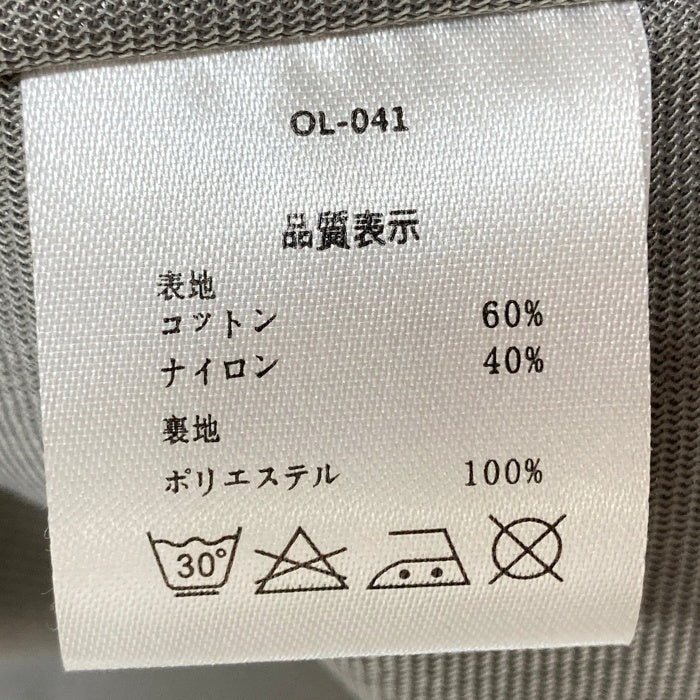 OL-041
品質表示
表地
コットン 60%
ナイロン 40%
裏地
ポリエステル 100%
30°